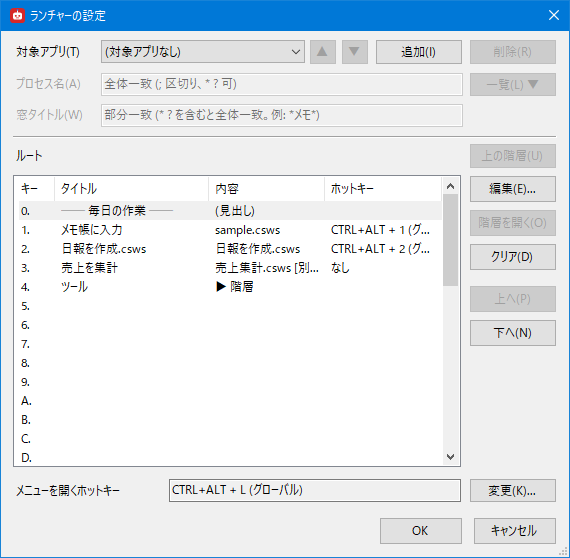 ランチャーの設定
対象アプリ(T) (対象アプリなし) ▲ ▼ 追加(I) 削除(R)
プロセス名(A) 全体一致 (; 区切り、* ? 可) 一覧(L) ▼
窓タイトル(W) 部分一致 (* ? を含むと全体一致。例: *メモ*)
ルート 上の階層(U)
キー タイトル 内容 ホットキー 編集(E)...
0. ─── 毎日の作業 ─── (見出し) 階層を開く(O)
1. メモ帳に入力 sample.csws CTRL+ALT + 1 (グ...
2. 日報を作成.csws 日報を作成.csws CTRL+ALT + 2 (グ... クリア(D)
3. 売上を集計 売上集計.csws [別... なし
4. ツール ▶ 階層 上へ(P)
5.
6. 下へ(N)
7.
8.
9.
A.
B.
C.
D.
メニューを開くホットキー CTRL+ALT + L (グローバル) 変更(K)...
OK キャンセル